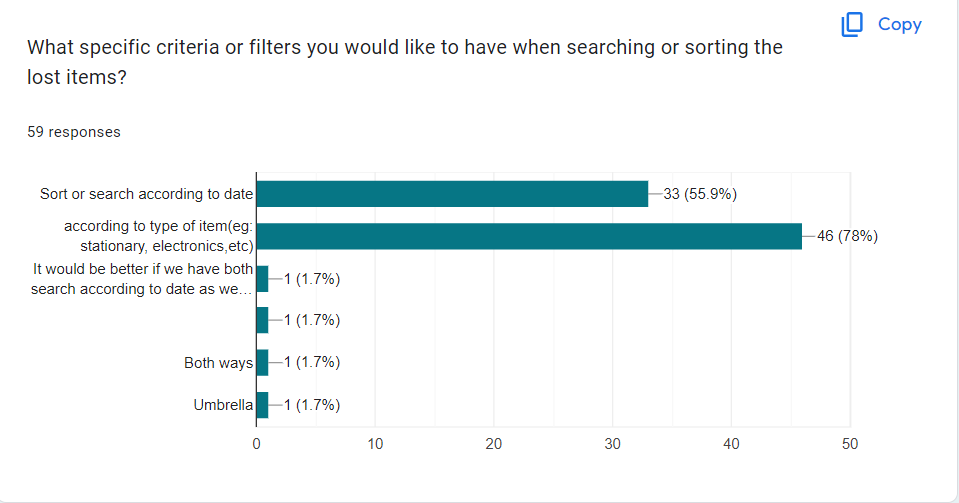 Copy
What specific criteria or filters you would like to have when searching or sorting the
lost items?
59 responses
Sort or search according to date
33 (55.9%)
according to type of item(eg:
stationary, electronics,etc)
46 (78%)
It would be better if we have both
search according to date as we…
1 (1.7%)
1 (1.7%)
Both ways
1 (1.7%)
Umbrella
1 (1.7%)
0 10 20 30 40 50